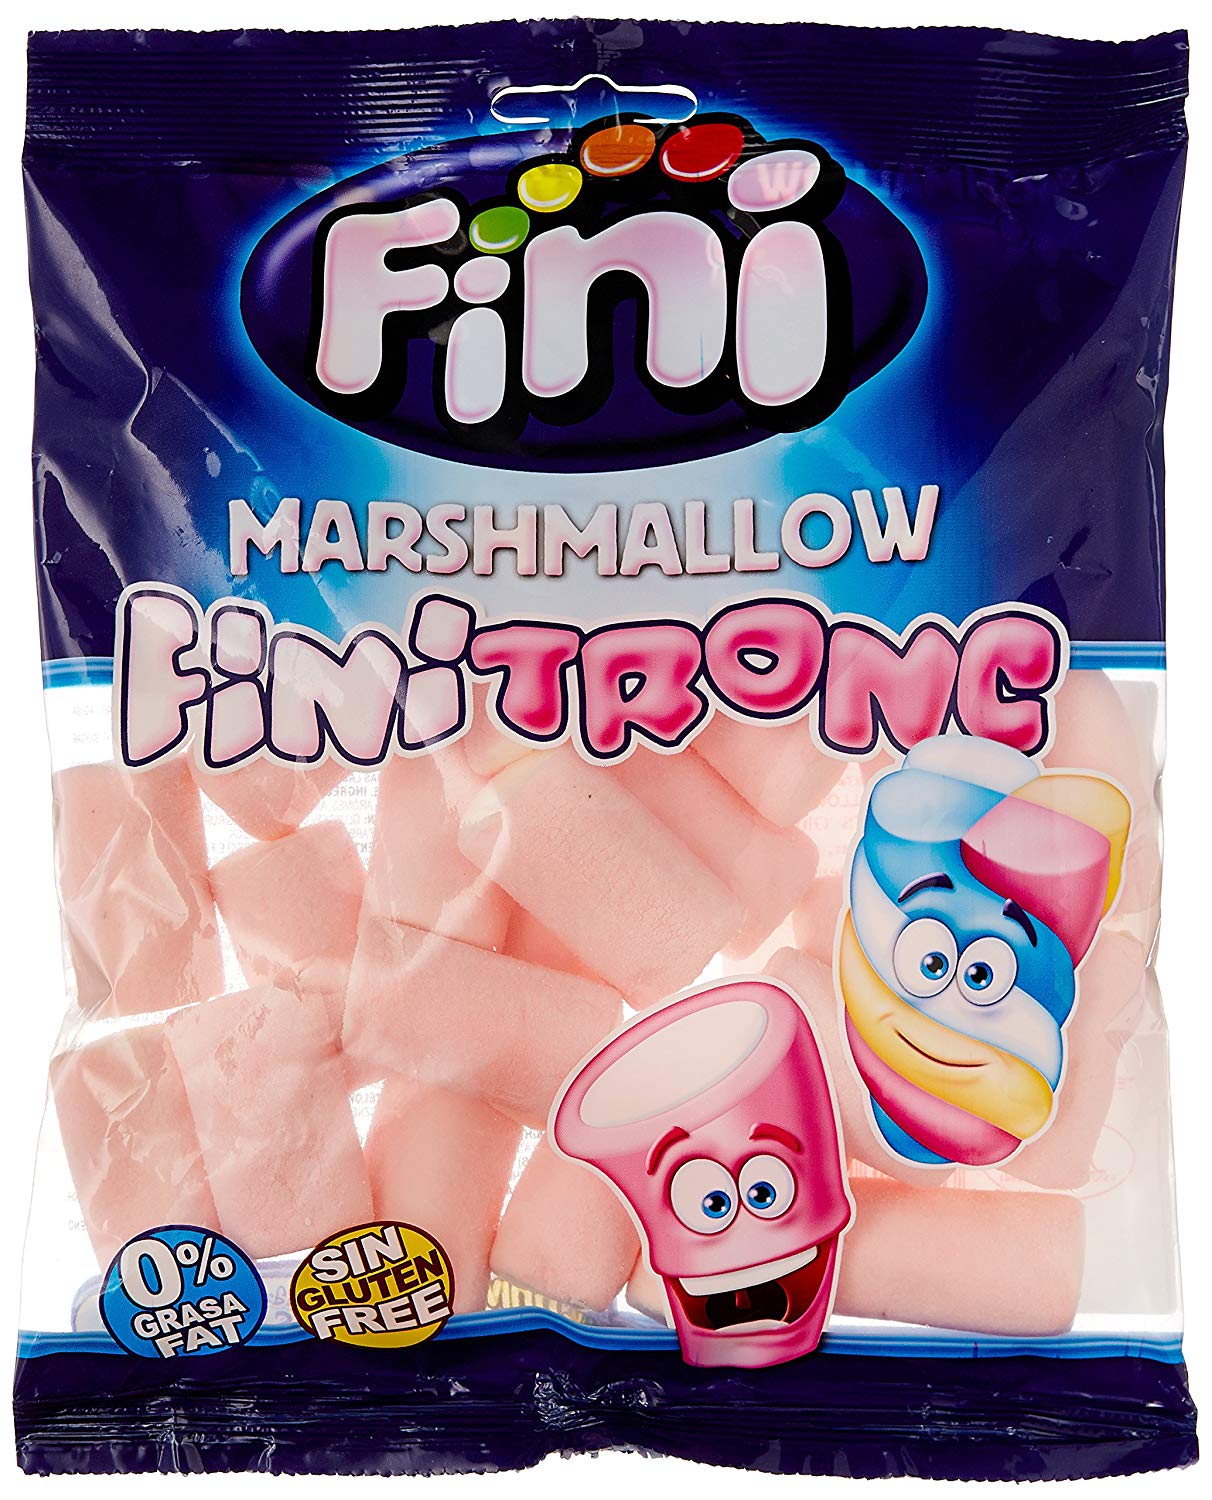 Fini
MARSHMALLOW
FINITRONC
0%
GRASA
FAT
SIN
GLUTEN
FREE